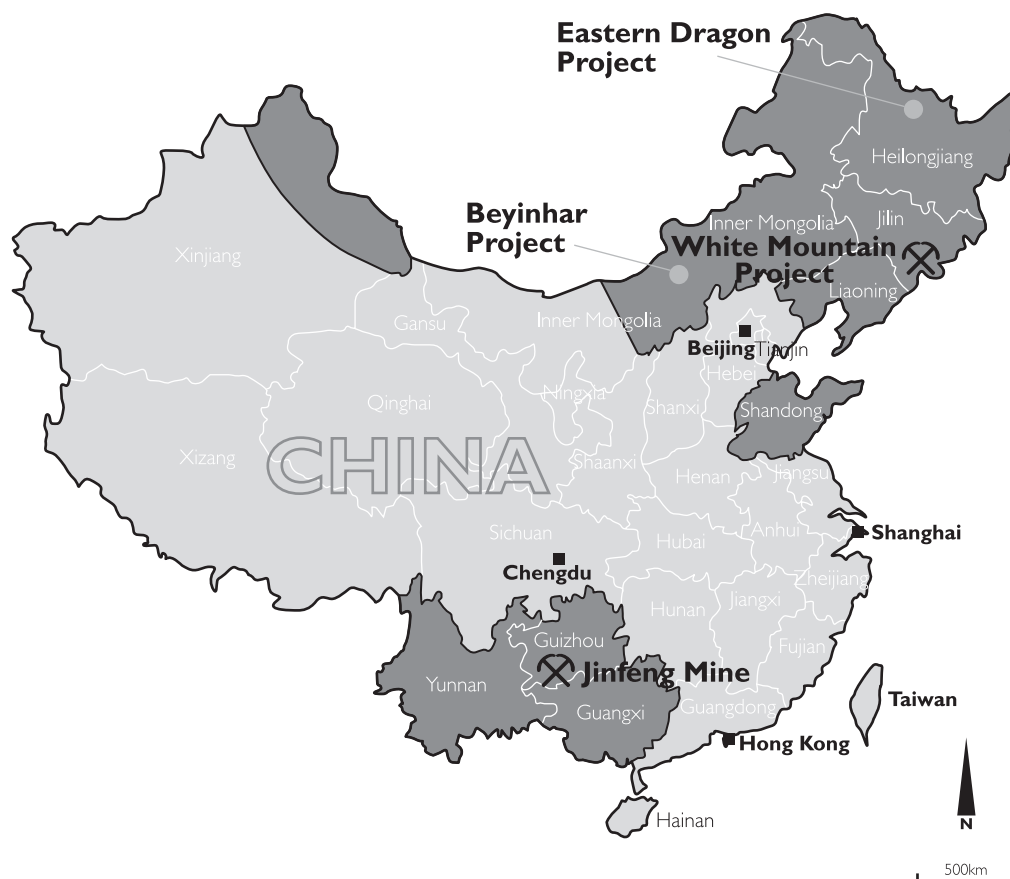 Eastern Dragon
Project
Heilongjiang
Beyinhar
Project
Inner Mongolia
Jilin
White Mountain
Project
Xinjiang
Liaoning
Gansu
Inner Mongolia
Beijing
Tianjin
Hebei
Ningxia
Qinghai
Shanxi
Shandong
CHINA
Xizang
Shaanxi
Henan
Jiangsu
Sichuan
Hubai
Anhui
Shanghai
Chengdu
Zheijiang
Hunan
Jiangxi
Guizhou
Fujian
Jinfeng Mine
Yunnan
Guangxi
Guangdong
Taiwan
Hong Kong
Hainan
N
500km